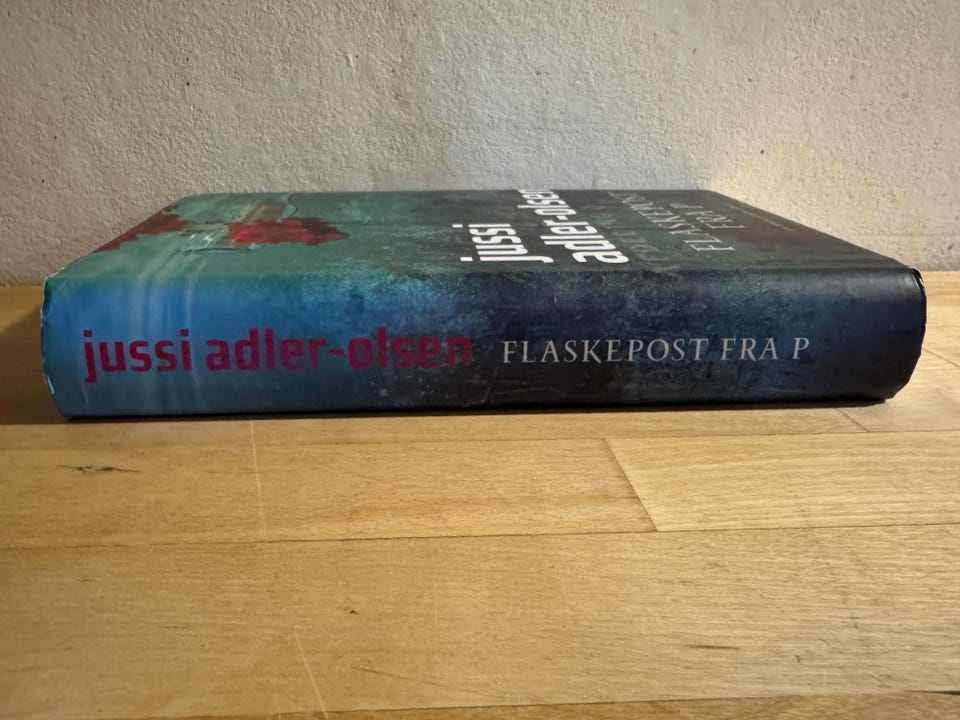 jussi
adler-olsen
FLASKEPOST
FRA P
jussi adler-olsen FLASKEPOST FRA P